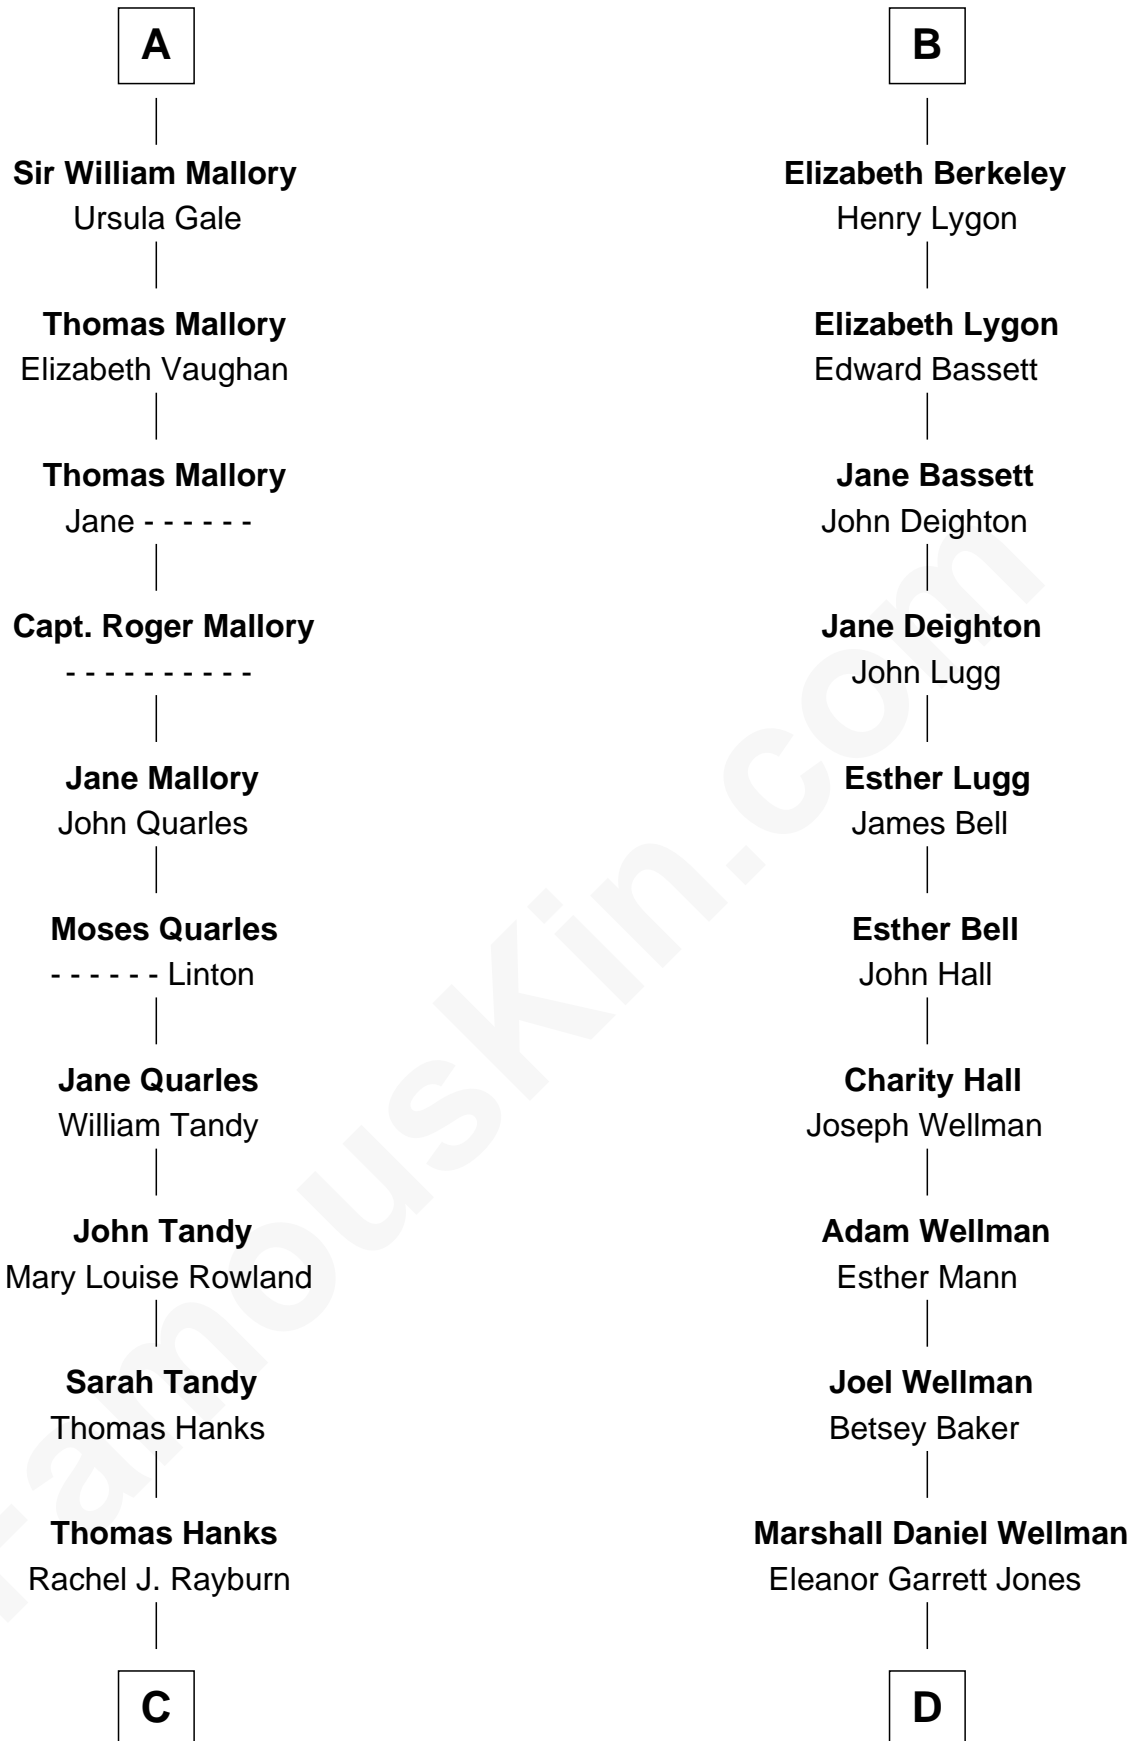 A
Sir William Mallory
Ursula Gale
Thomas Mallory
Elizabeth Vaughan
Thomas Mallory
Jane - - - - - -
Capt. Roger Mallory
- - - - - - - - - -
Jane Mallory
John Quarles
Moses Quarles
- - - - - - Linton
Jane Quarles
William Tandy
John Tandy
Mary Louise Rowland
Sarah Tandy
Thomas Hanks
Thomas Hanks
Rachel J. Rayburn
C
B
Elizabeth Berkeley
Henry Lygon
Elizabeth Lygon
Edward Bassett
Jane Bassett
John Deighton
Jane Deighton
John Lugg
Esther Lugg
James Bell
Esther Bell
John Hall
Charity Hall
Joseph Wellman
Adam Wellman
Esther Mann
Joel Wellman
Betsey Baker
Marshall Daniel Wellman
Eleanor Garrett Jones
D
FamousKin.com